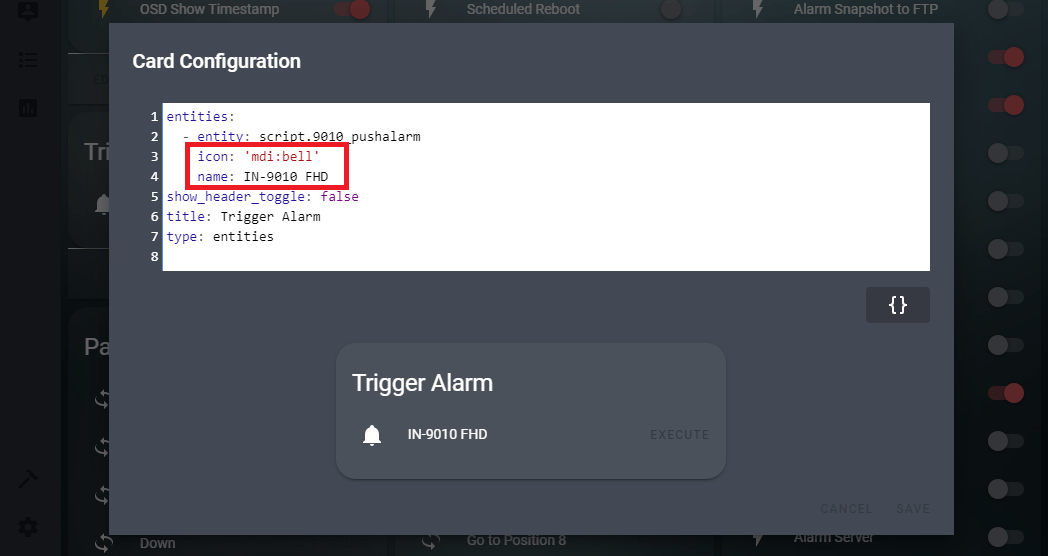 OSD Show Timestamp
Scheduled Reboot
Alarm Snapshot to FTP
Card Configuration
1 entities:
2   - entity: script.9010_pushalarm
3     icon: 'mdi:bell'
4     name: IN-9010 FHD
5 show_header_toggle: false
6 title: Trigger Alarm
7 type: entities
8
{}
Tri
Trigger Alarm
IN-9010 FHD
EXECUTE
Pa
CANCEL
SAVE
Down
Go to Position 8
Alarm Server